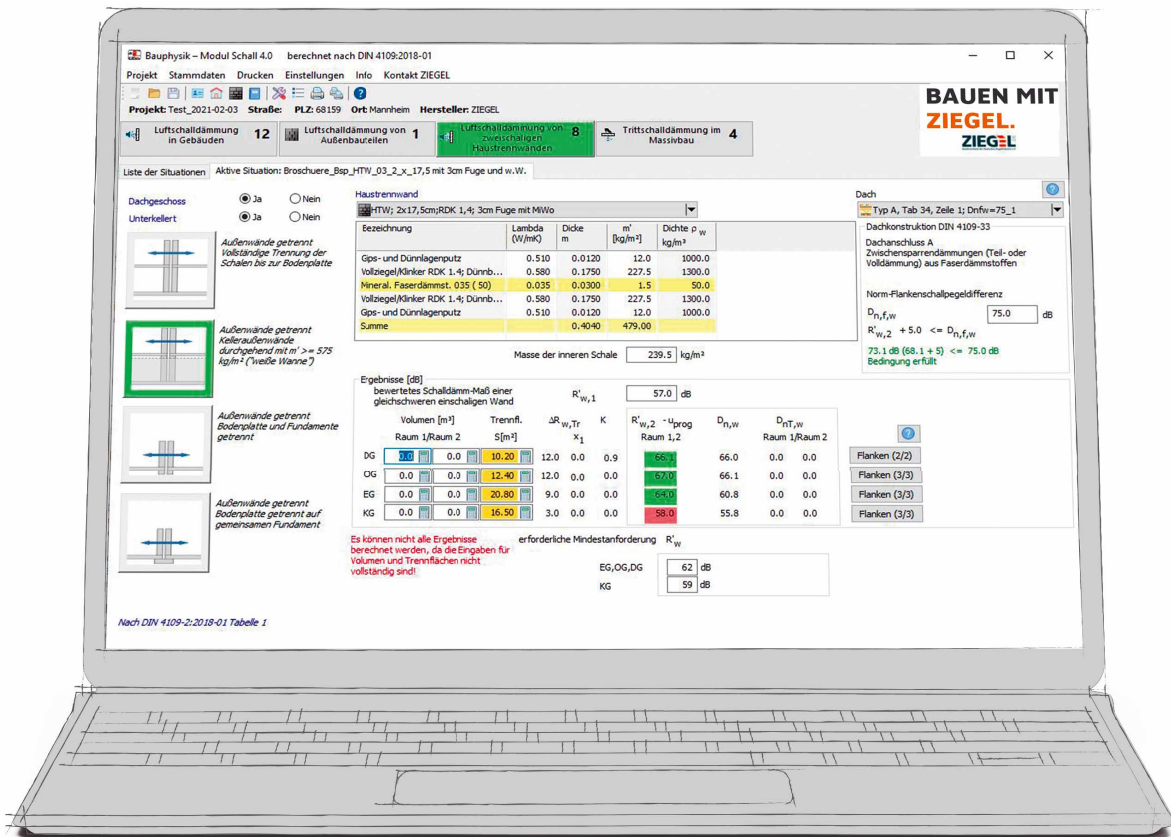 Bauphysik – Modul Schall 4.0 berechnet nach DIN 4109:2018-01
Projekt Stammdaten Drucken Einstellungen Info Kontakt ZIEGEL
Projekt: Test_2021-02-03 Straße: PLZ: 68159 Ort: Mannheim Hersteller: ZIEGEL
BAUEN MIT
ZIEGEL.
ZIEGEL
Luftschalldämmung in Gebäuden 12
Luftschalldämmung von Außenbauteilen 1
Luftschalldämmung von zweischaligen Haustrennwänden 8
Trittschalldämmung im Massivbau 4
Liste der Situationen Aktive Situation: Broschuere_Bsp_HTW_03_2_x_17,5 mit 3cm Fuge und w.W.
Dachgeschoss Ja Nein
Unterkellert Ja Nein
Außenwände getrennt
Vollständige Trennung der
Schalen bis zur Bodenplatte
Außenwände getrennt
Kelleraußenwände
durchgehend mit m' >= 575
kg/m² ("weiße Wanne")
Außenwände getrennt
Bodenplatte und Fundamente
getrennt
Außenwände getrennt
Bodenplatte getrennt auf
gemeinsamen Fundament
Haustrennwand
HTW; 2x17,5cm;RDK 1,4; 3cm Fuge mit MiWo
Bezeichnung Lambda (W/mK) Dicke m m' [kg/m²] Dichte ρ w kg/m³
Gips- und Dünnlagenputz 0.510 0.0120 12.0 1000.0
Vollziegel/Klinker RDK 1.4; Dünnb... 0.580 0.1750 227.5 1300.0
Mineral. Faserdämmst. 035 ( 50) 0.035 0.0300 1.5 50.0
Vollziegel/Klinker RDK 1.4; Dünnb... 0.580 0.1750 227.5 1300.0
Gips- und Dünnlagenputz 0.510 0.0120 12.0 1000.0
Summe 0.4040 479.00
Masse der inneren Schale 239.5 kg/m²
Dach
Typ A, Tab 34, Zeile 1; Dnfw=75_1
Dachkonstruktion DIN 4109-33
Dachanschluss A
Zwischensparrendämmungen (Teil- oder
Volldämmung) aus Faserdämmstoffen
Norm-Flankenschallpegeldifferenz
D n,f,w 75.0 dB
R' w,2 + 5.0 <= D n,f,w
73.1 dB (68.1 + 5) <= 75.0 dB
Bedingung erfüllt
Ergebnisse [dB]
bewertetes Schalldämm-Maß einer
gleichschweren einschaligen Wand R' w,1 57.0 dB
Volumen [m³] Trennfl. ΔR w,Tr K R' w,2 - u prog D n,w D nT,w
Raum 1/Raum 2 S[m²] x 1 Raum 1,2 Raum 1/Raum 2
DG 0.0 0.0 10.20 12.0 0.0 0.9 66.1 66.0 0.0 0.0 Flanken (2/2)
OG 0.0 0.0 12.40 12.0 0.0 0.0 67.0 66.1 0.0 0.0 Flanken (3/3)
EG 0.0 0.0 20.80 9.0 0.0 0.0 64.0 60.8 0.0 0.0 Flanken (3/3)
KG 0.0 0.0 16.50 3.0 0.0 0.0 58.0 55.8 0.0 0.0 Flanken (3/3)
Es können nicht alle Ergebnisse
berechnet werden, da die Eingaben für
Volumen und Trennflächen nicht
vollständig sind!
erforderliche Mindestanforderung R' w
EG,OG,DG 62 dB
KG 59 dB
Nach DIN 4109-2:2018-01 Tabelle 1